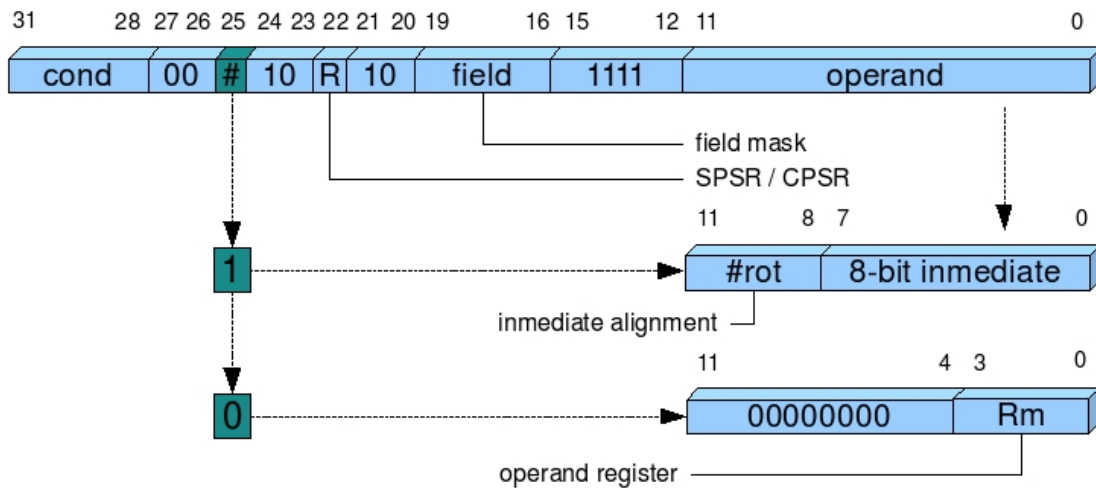 31 28 27 26 25 24 23 22 21 20 19 16 15 12 11 0
cond 00 # 10 R 10 field 1111 operand
field mask
SPSR / CPSR
11 8 7 0
1 #rot 8-bit inmediate
inmediate alignment
11 4 3 0
0 00000000 Rm
operand register